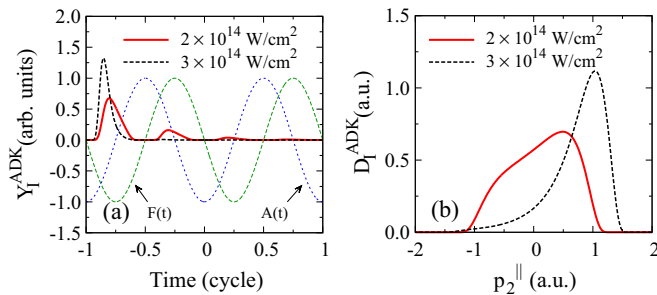 2.0
1.5
1.0
0.5
0.0
-0.5
-1.0
-1.5
Y_I^ADK (arb. units)
2 × 10^14 W/cm^2
3 × 10^14 W/cm^2
(a)
F(t)
A(t)
-1 -0.5 0 0.5 1
Time (cycle)
1.5
1.0
0.5
0.0
D_I^ADK (a.u.)
2 × 10^14 W/cm^2
3 × 10^14 W/cm^2
(b)
-2 -1 0 1 2
p_2^|| (a.u.)